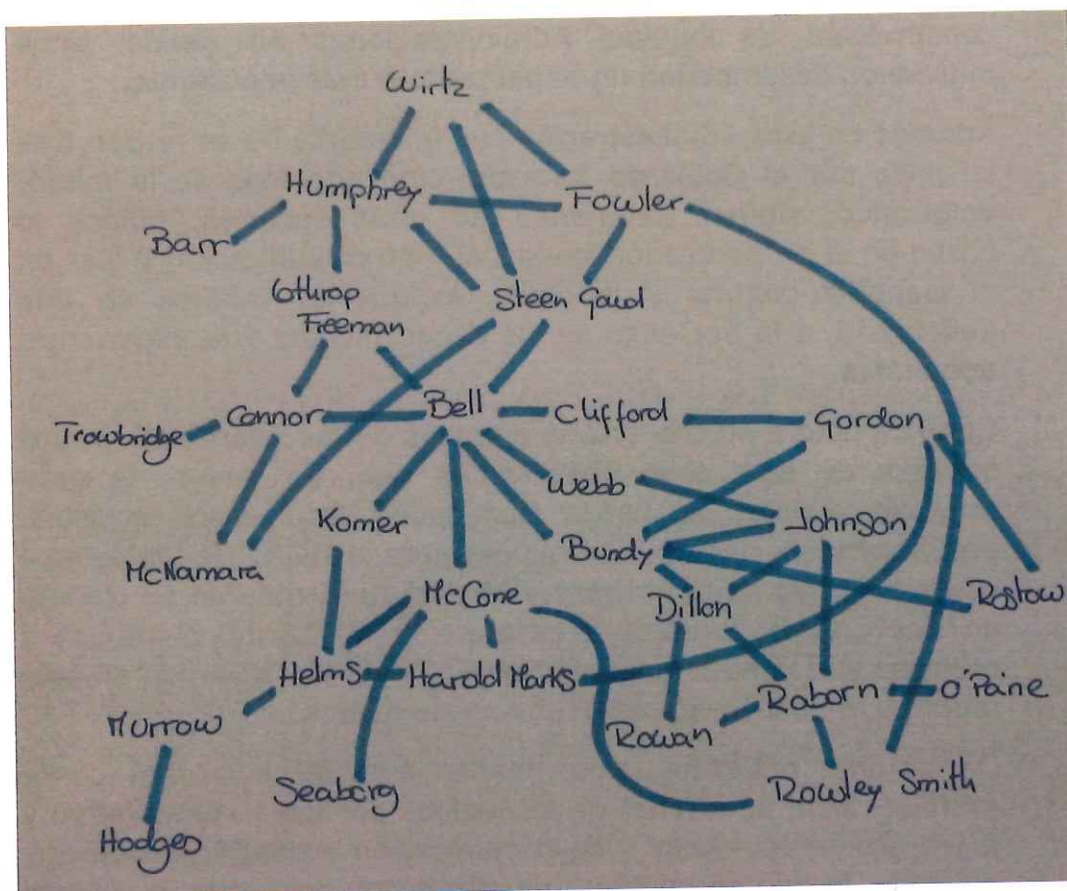 Wirtz
Humphrey
Fowler
Barr
Lothrop
Freeman
Steen Gaud
Trowbridge
Connor
Bell
Clifford
Gordon
Webb
Komer
Bundy
Johnson
McNamara
McCone
Dillon
Rostow
Helms
Harold Marks
Raborn
O'Paine
Murrow
Rowan
Seaborg
Rowley Smith
Hodges